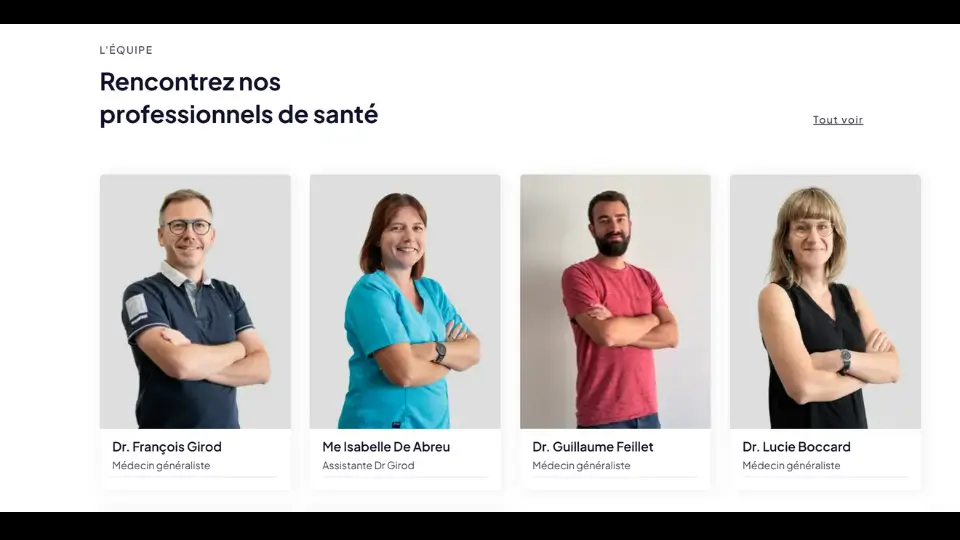 L'ÉQUIPE
Rencontrez nos
professionnels de santé
Tout voir
Dr. François Girod
Médecin généraliste
Me Isabelle De Abreu
Assistante Dr Girod
Dr. Guillaume Feillet
Médecin généraliste
Dr. Lucie Boccard
Médecin généraliste